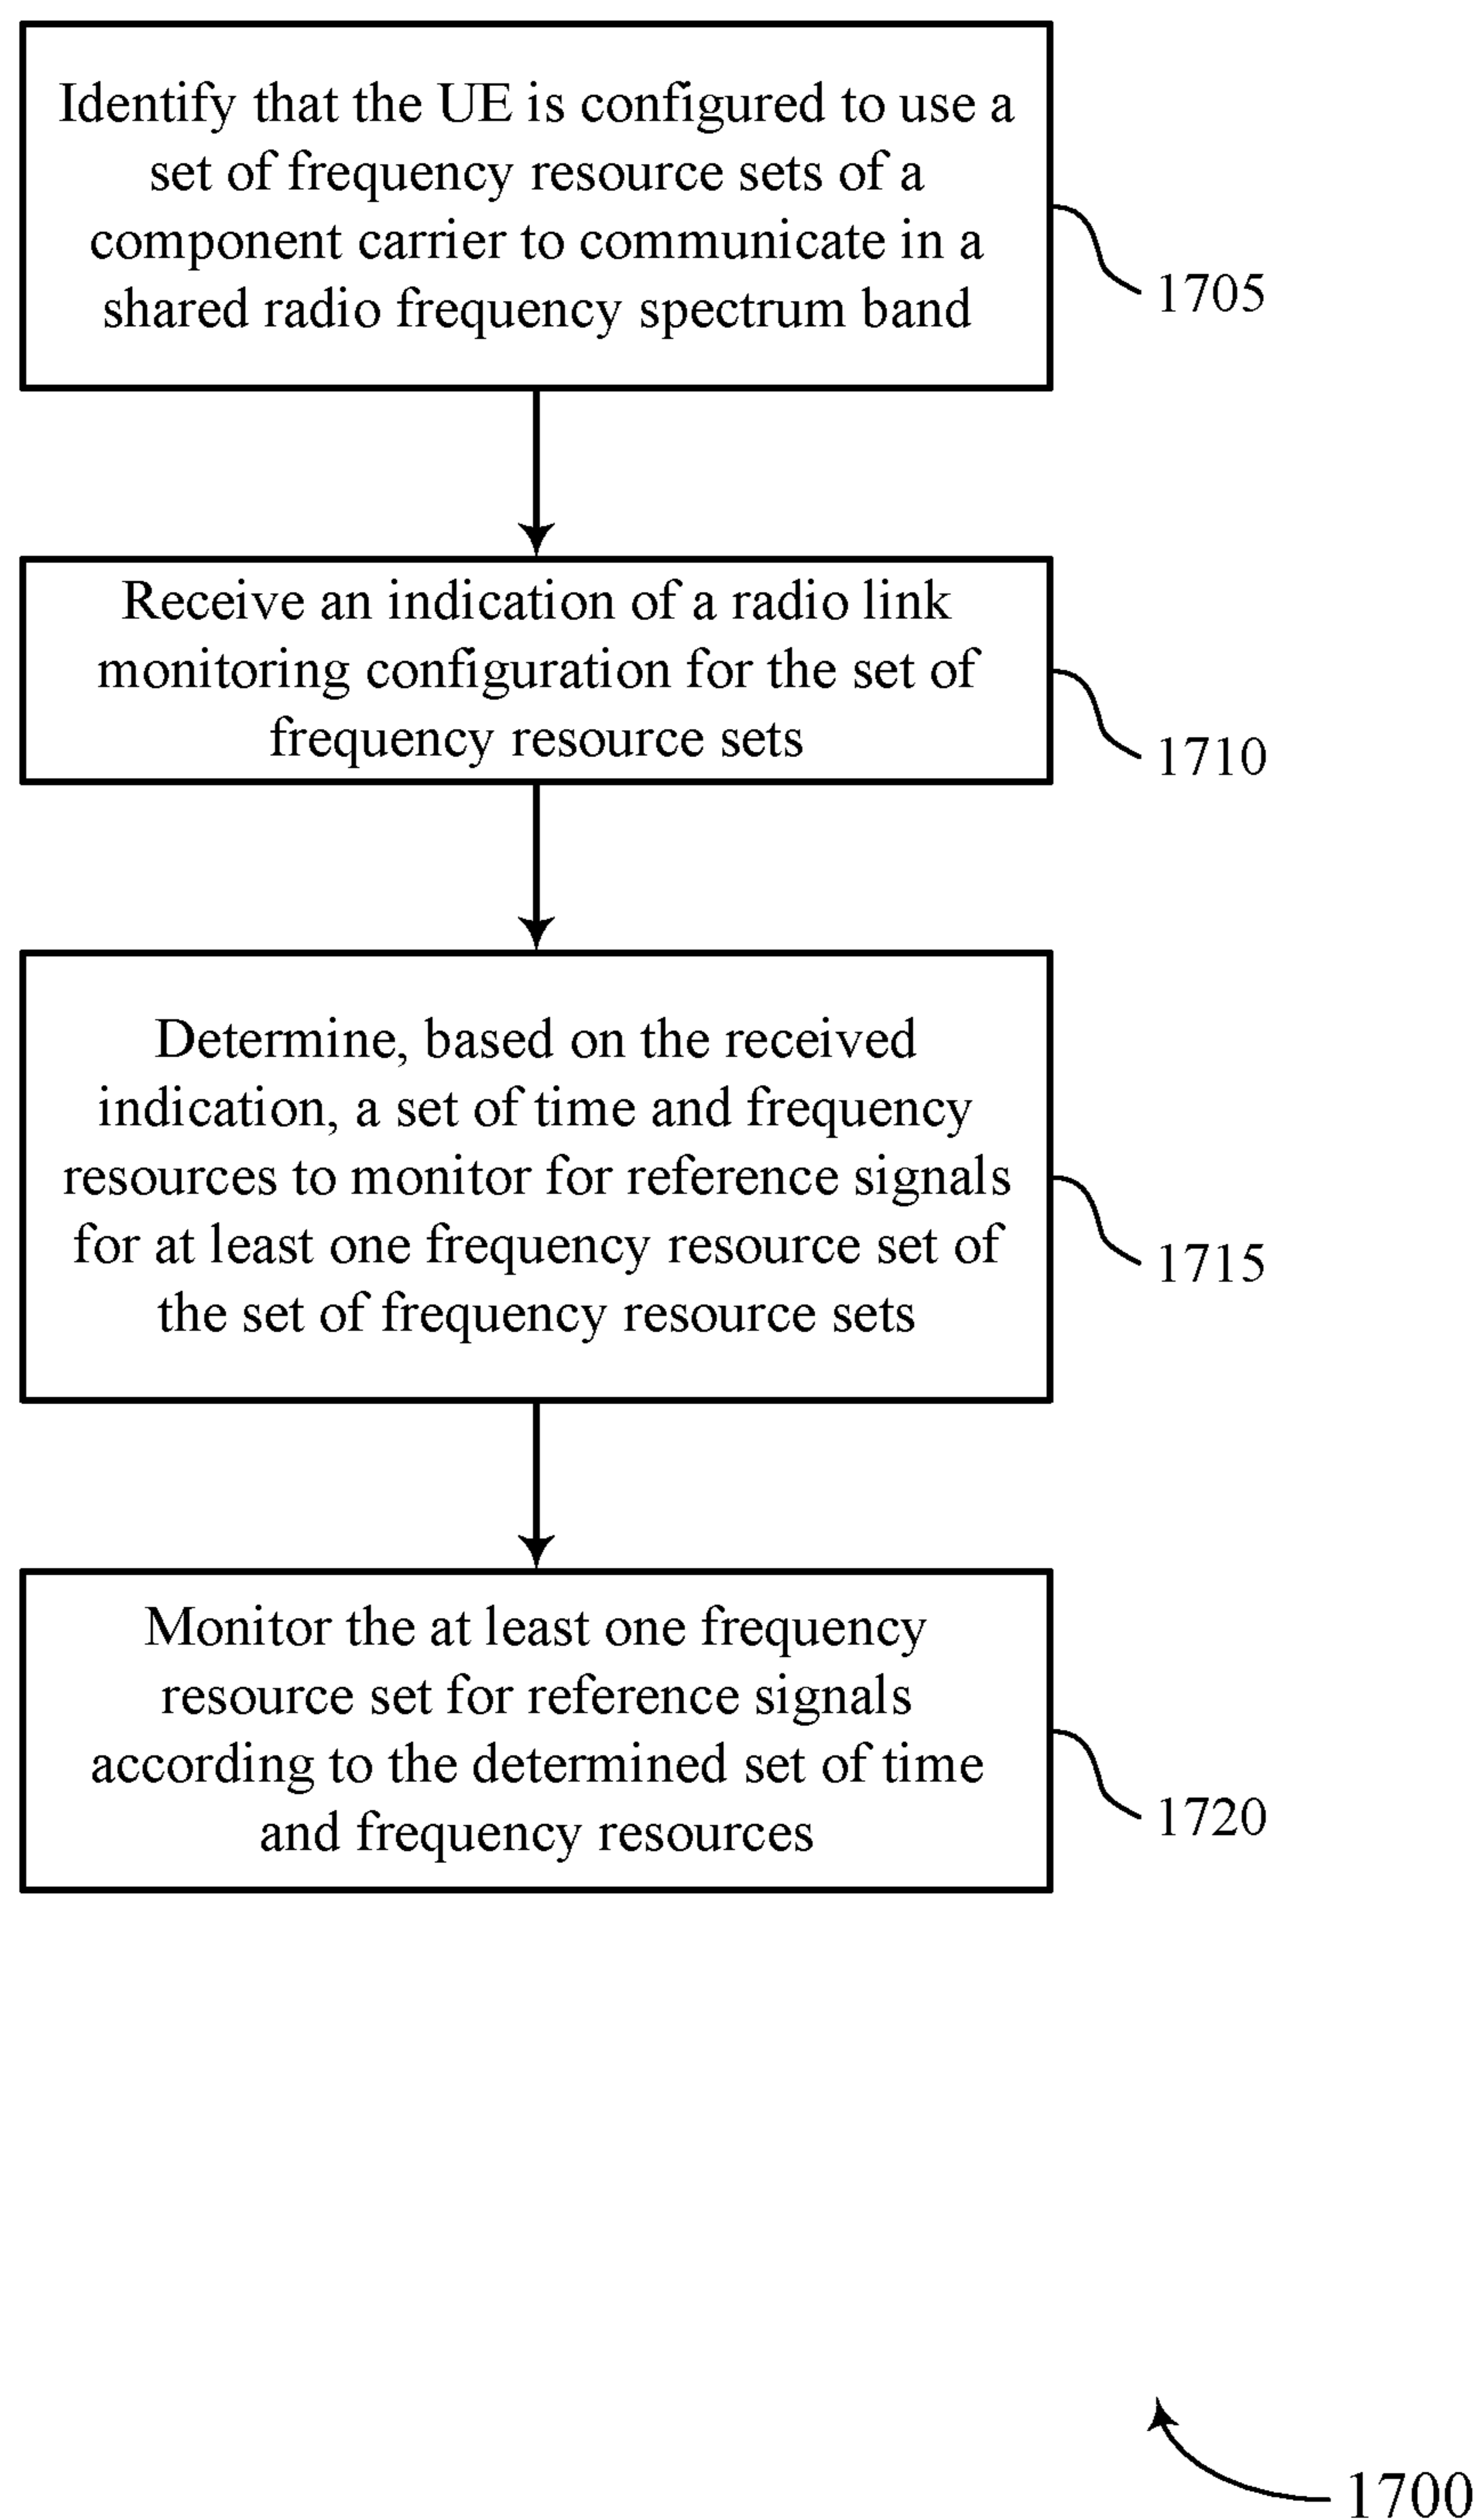 Identify that the UE is configured to use a
set of frequency resource sets of a
component carrier to communicate in a
shared radio frequency spectrum band
1705
Receive an indication of a radio link
monitoring configuration for the set of
frequency resource sets
1710
Determine, based on the received
indication, a set of time and frequency
resources to monitor for reference signals
for at least one frequency resource set of
the set of frequency resource sets
1715
Monitor the at least one frequency
resource set for reference signals
according to the determined set of time
and frequency resources
1720
1700